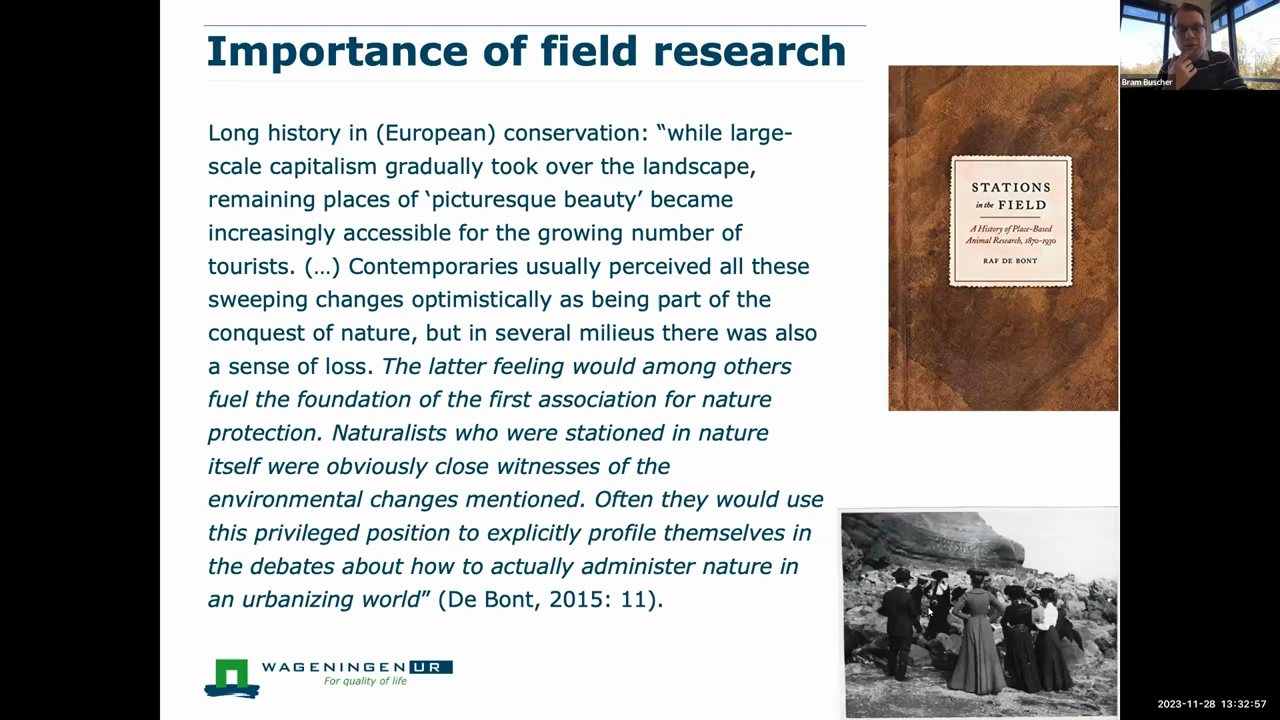 Importance of field research
Long history in (European) conservation: “while large-
scale capitalism gradually took over the landscape,
remaining places of ‘picturesque beauty’ became
increasingly accessible for the growing number of
tourists. (…) Contemporaries usually perceived all these
sweeping changes optimistically as being part of the
conquest of nature, but in several milieus there was also
a sense of loss. The latter feeling would among others
fuel the foundation of the first association for nature
protection. Naturalists who were stationed in nature
itself were obviously close witnesses of the
environmental changes mentioned. Often they would use
this privileged position to explicitly profile themselves in
the debates about how to actually administer nature in
an urbanizing world” (De Bont, 2015: 11).
WAGENINGEN UR
For quality of life
STATIONS
in the FIELD
A History of Place-Based
Animal Research, 1870-1930
RAF DE BONT
Bram Buscher
2023-11-28 13:32:57